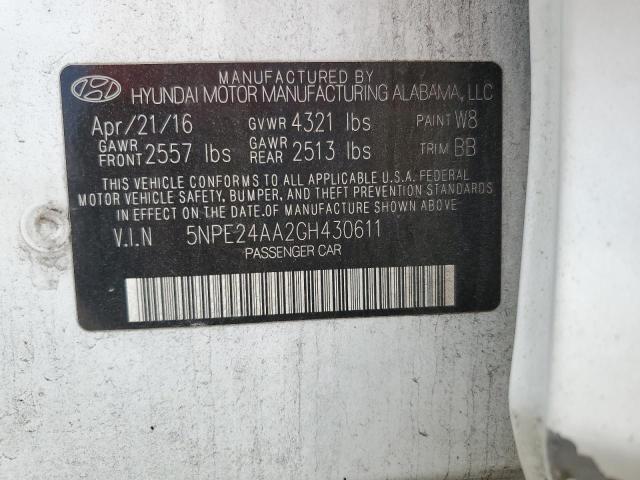 MANUFACTURED BY
HYUNDAI MOTOR MANUFACTURING ALABAMA, LLC
Apr/21/16 GVWR 4321 lbs PAINT W8
GAWR FRONT 2557 lbs GAWR REAR 2513 lbs TRIM BB
THIS VEHICLE CONFORMS TO ALL APPLICABLE U.S.A. FEDERAL
MOTOR VEHICLE SAFETY, BUMPER, AND THEFT PREVENTION STANDARDS
IN EFFECT ON THE DATE OF MANUFACTURE SHOWN ABOVE.
V.I.N 5NPE24AA2GH430611
PASSENGER CAR